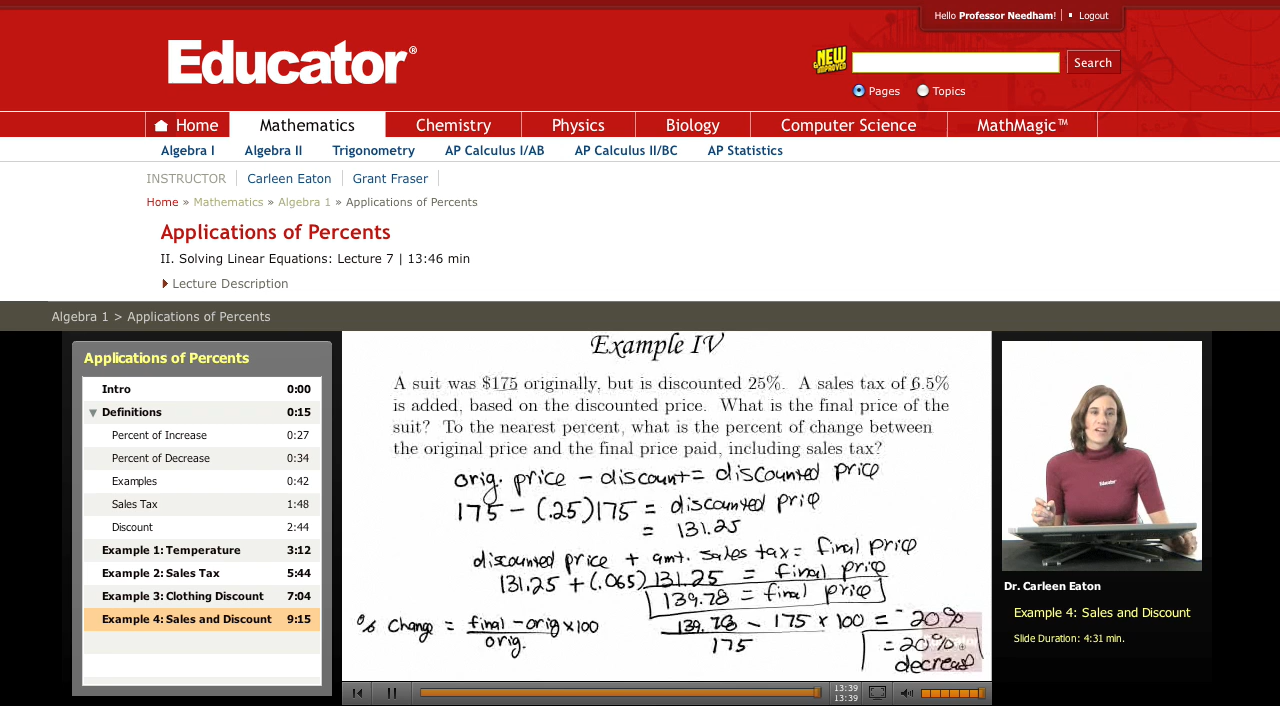 Hello Professor Needham! Logout
Educator®
NEW & IMPROVED
Search
Pages Topics
Home Mathematics Chemistry Physics Biology Computer Science MathMagic™
Algebra I Algebra II Trigonometry AP Calculus I/AB AP Calculus II/BC AP Statistics
INSTRUCTOR Carleen Eaton Grant Fraser
Home » Mathematics » Algebra 1 » Applications of Percents
Applications of Percents
II. Solving Linear Equations: Lecture 7 | 13:46 min
Lecture Description
Algebra 1 > Applications of Percents
Applications of Percents
Intro 0:00
Definitions 0:15
Percent of Increase 0:27
Percent of Decrease 0:34
Examples 0:42
Sales Tax 1:48
Discount 2:44
Example 1: Temperature 3:12
Example 2: Sales Tax 5:44
Example 3: Clothing Discount 7:04
Example 4: Sales and Discount 9:15
Example IV
A suit was $175 originally, but is discounted 25%. A sales tax of 6.5%
is added, based on the discounted price. What is the final price of the
suit? To the nearest percent, what is the percent of change between
the original price and the final price paid, including sales tax?
orig. price – discount = discounted price
175 – (.25)175 = discounted price
= 131.25
discounted price + amt. sales tax = final price
131.25 + (.065)131.25 = final price
139.78 = final price
% change = final – orig × 100
orig.
139.78 – 175 × 100 = -20%
175
= 20%
decrease
13:39
13:39
Educator
Dr. Carleen Eaton
Example 4: Sales and Discount
Slide Duration: 4:31 min.